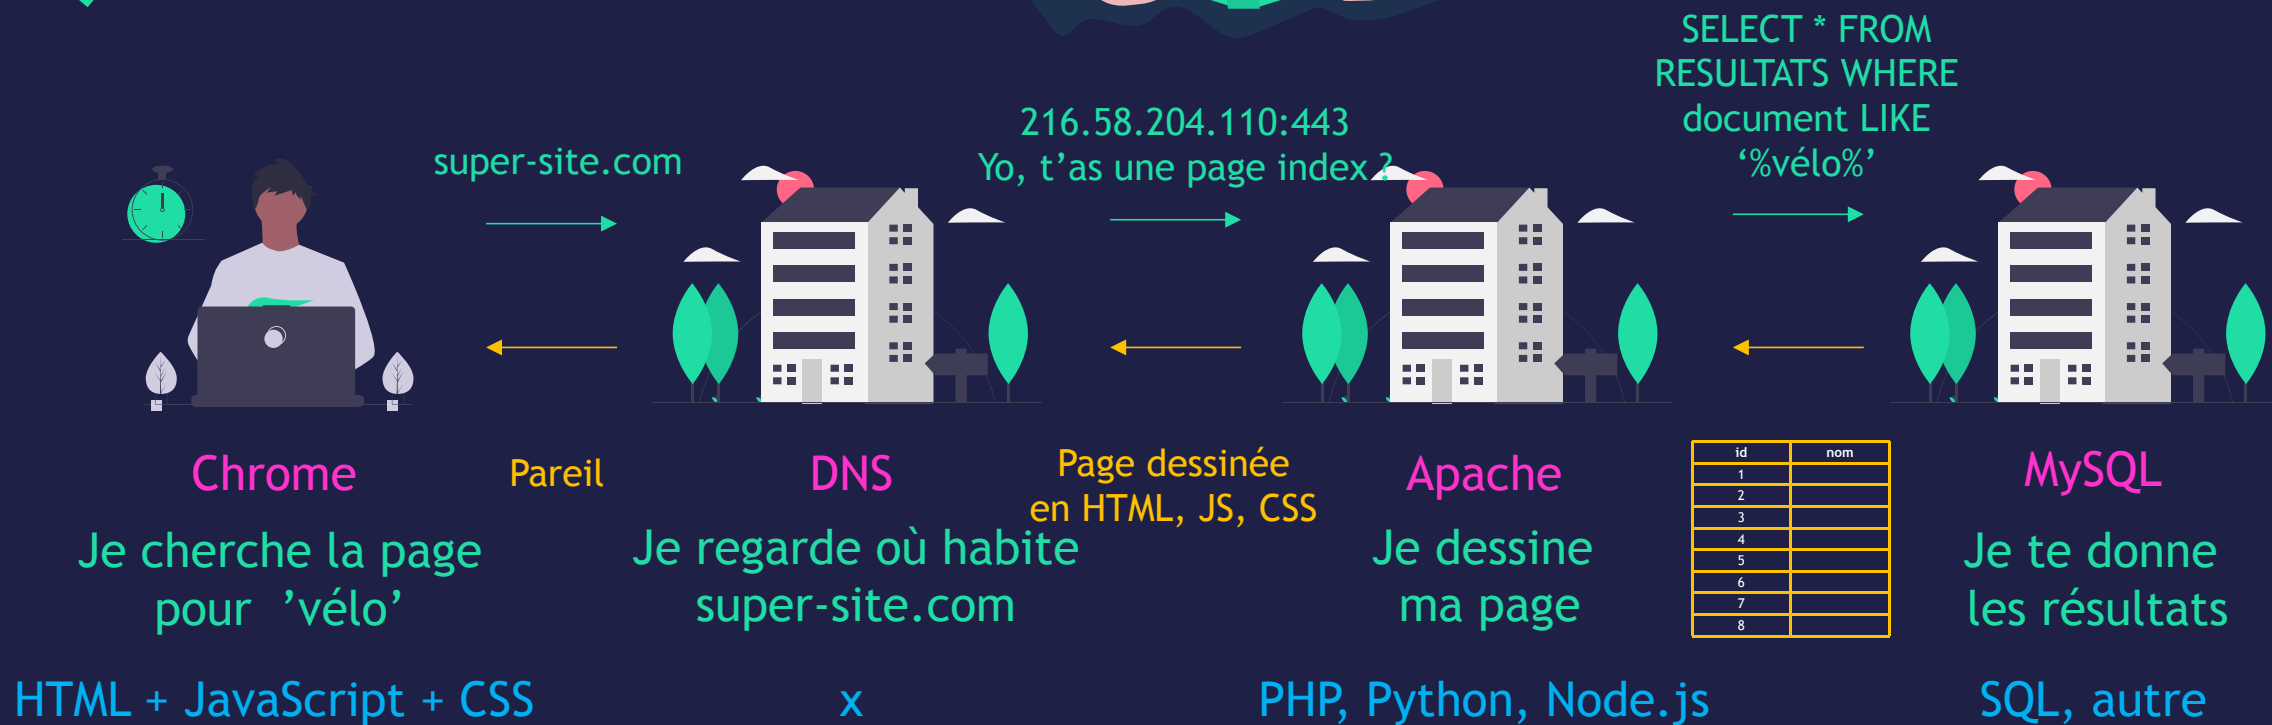 SELECT * FROM
RESULTATS WHERE
document LIKE
‘%vélo%’
216.58.204.110:443
Yo, t’as une page index ?
super-site.com
Chrome
Pareil
DNS
Page dessinée
en HTML, JS, CSS
Apache
id nom
1
2
3
4
5
6
7
8
MySQL
Je cherche la page
pour ’vélo’
Je regarde où habite
super-site.com
Je dessine
ma page
Je te donne
les résultats
HTML + JavaScript + CSS
x
PHP, Python, Node.js
SQL, autre